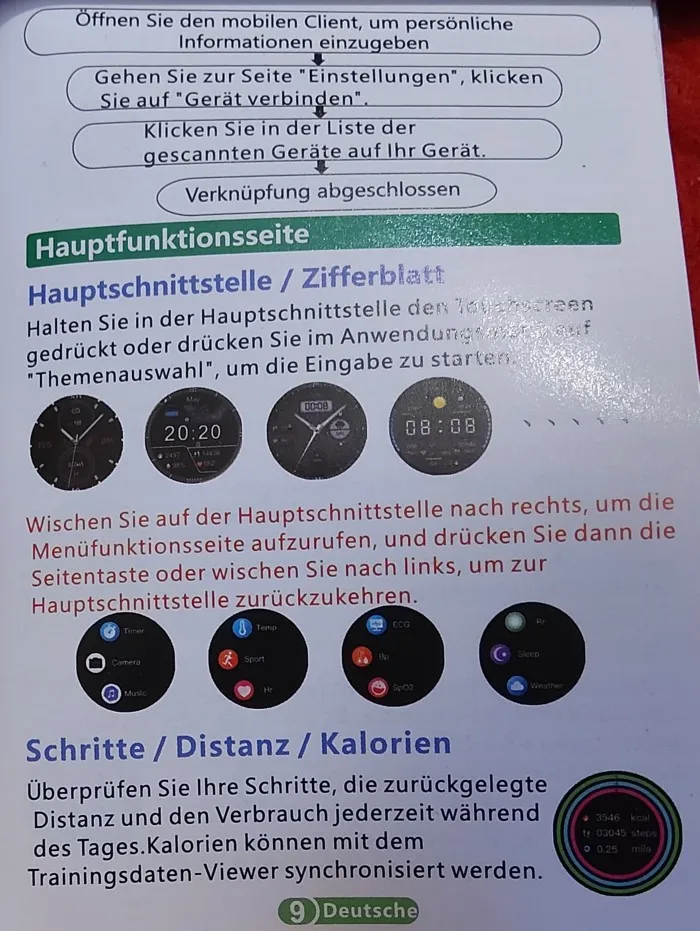 Öffnen Sie den mobilen Client, um persönliche
Informationen einzugeben
Gehen Sie zur Seite "Einstellungen", klicken
Sie auf "Gerät verbinden".
Klicken Sie in der Liste der
gescannten Geräte auf Ihr Gerät.
Verknüpfung abgeschlossen
Hauptfunktionsseite
Hauptschnittstelle / Zifferblatt
Halten Sie in der Hauptschnittstelle den Touchscreen
gedrückt oder drücken Sie im auf
"Themenauswahl", um die Eingabe zu starten.
May
20:20
00:08
08:08
Wischen Sie auf der Hauptschnittstelle nach rechts, um die
Menüfunktionsseite aufzurufen, und drücken Sie dann die
Seitentaste oder wischen Sie nach links, um zur
Hauptschnittstelle zurückzukehren.
Timer
Camera
Music
Temp
Sport
Hr
ECG
Bp
SpO2
Br
Sleep
Weather
Schritte / Distanz / Kalorien
Überprüfen Sie Ihre Schritte, die zurückgelegte
Distanz und den Verbrauch jederzeit während
des Tages.Kalorien können mit dem
Trainingsdaten-Viewer synchronisiert werden.
3546 kcal
03045 steps
0.25 mile
9 Deutsche